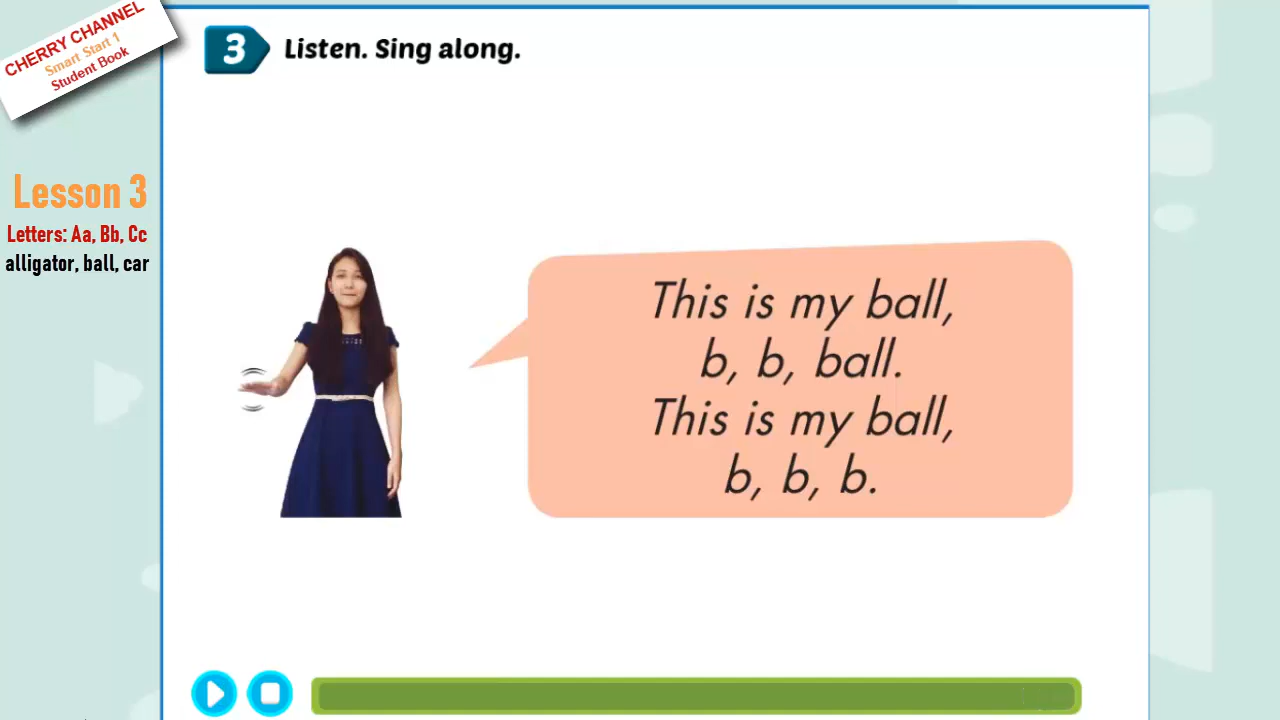 CHERRY CHANNEL
Smart Start 1
Student Book
3 Listen. Sing along.
Lesson 3
Letters: Aa, Bb, Cc
alligator, ball, car
This is my ball,
b, b, ball.
This is my ball,
b, b, b.